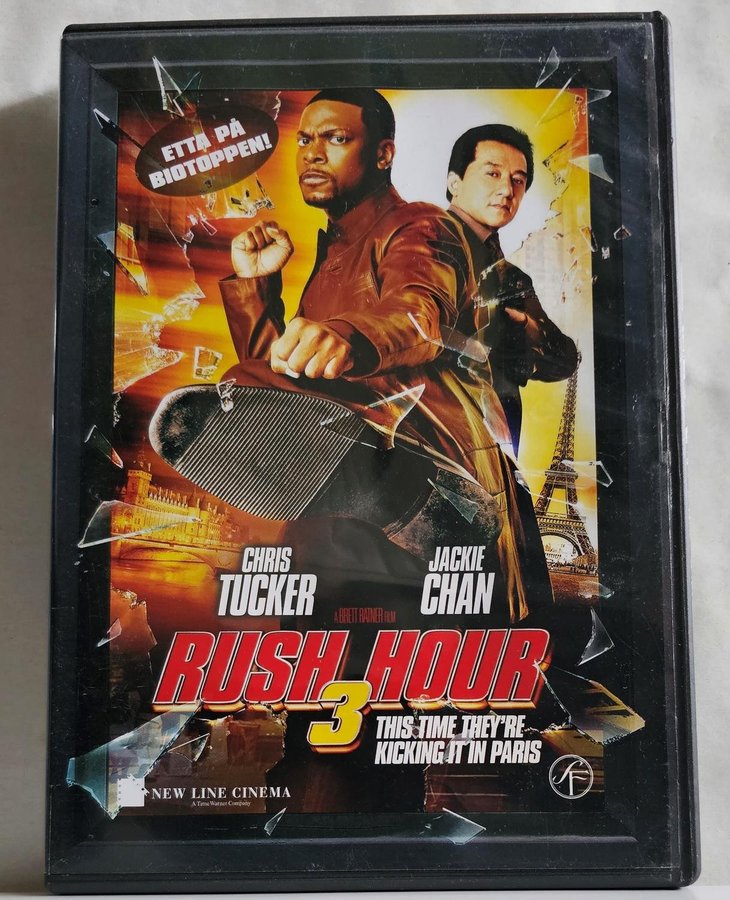 ETTA PÅ
BIOTOPPEN!
CHRIS
TUCKER
JACKIE
CHAN
A BRETT RATNER FILM
RUSH HOUR
3
THIS TIME THEY'RE
KICKING IT IN PARIS
NEW LINE CINEMA
A Time Warner Company
SF